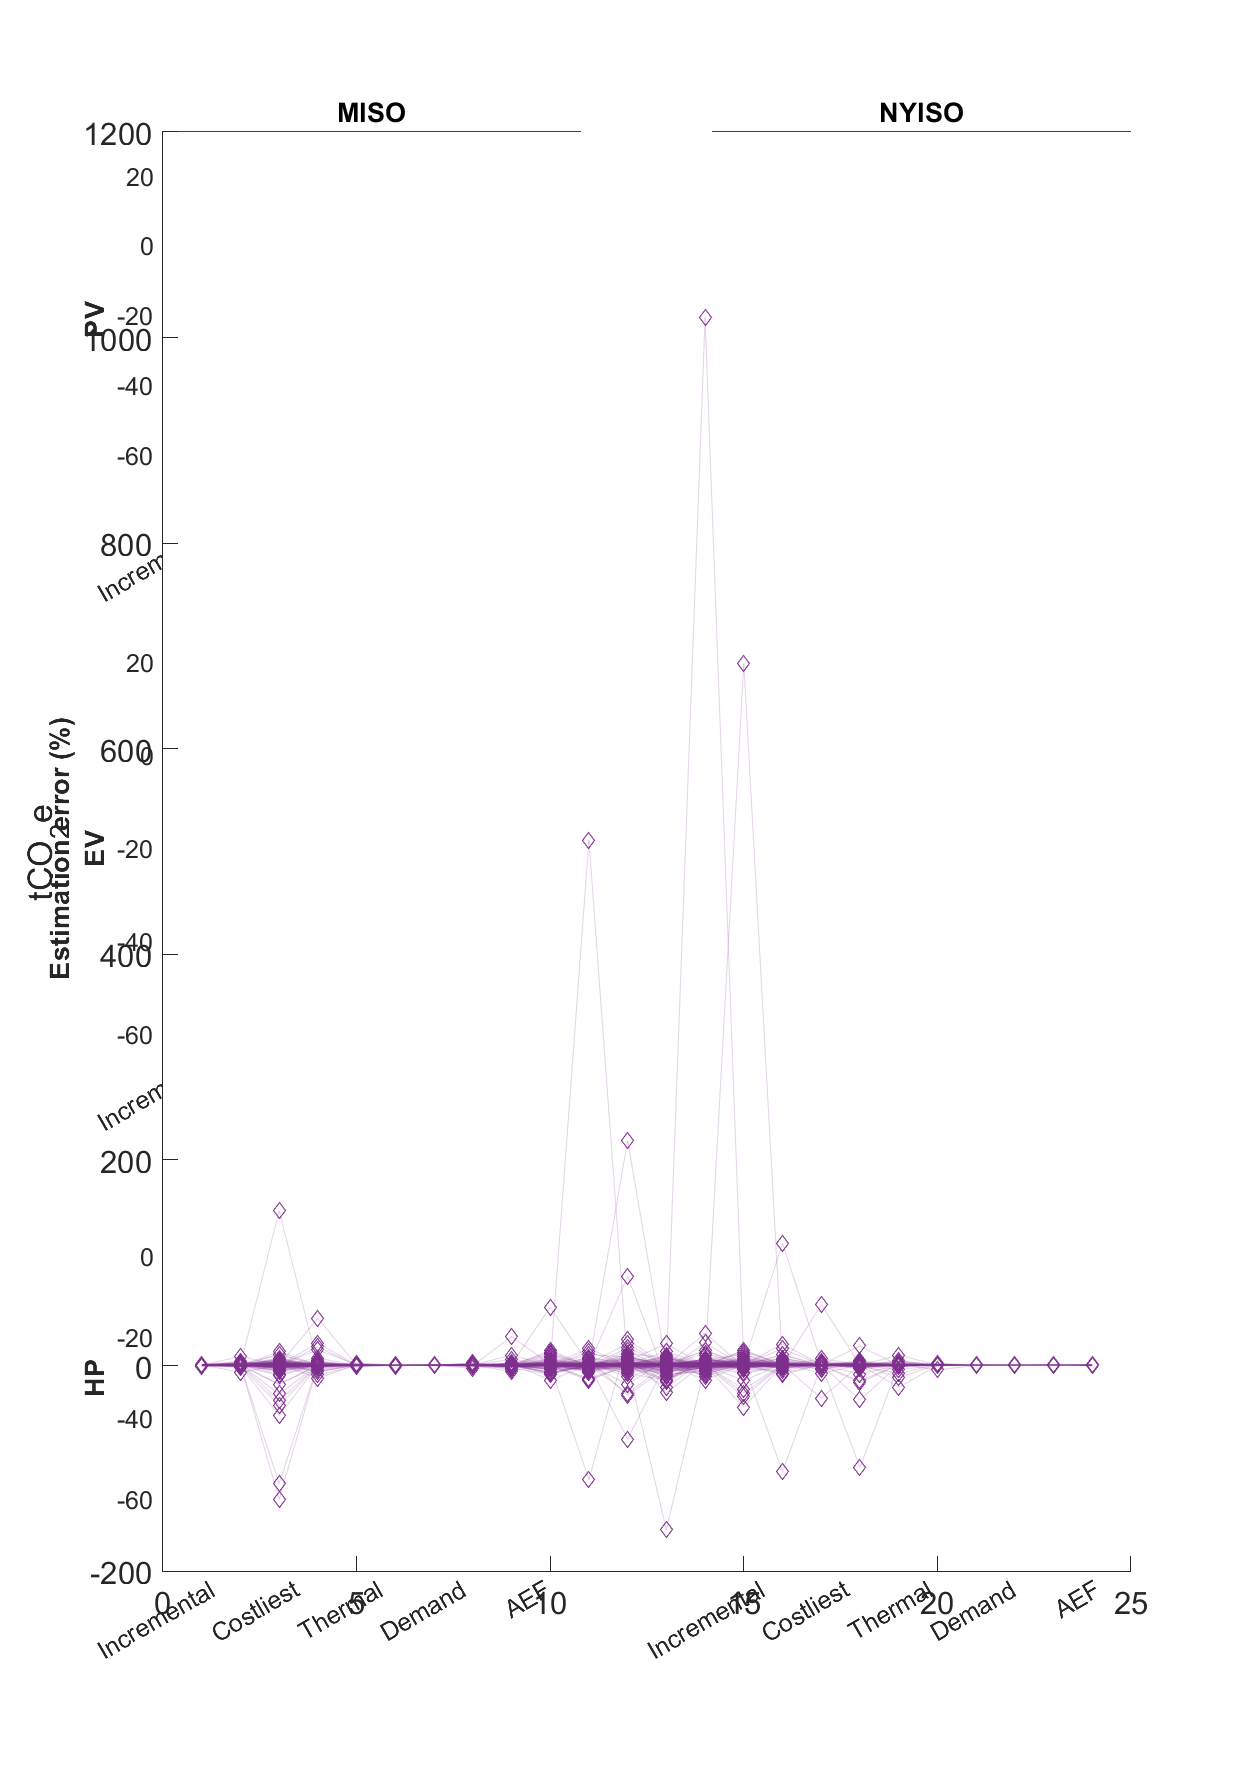 MISO
NYISO
1200
20
0
-20
PV
1000
-40
-60
800
Increm
20
600
0
Estimation error (%)
tCO2e
EV
-20
-40
400
-60
Increm
200
0
-20
0
HP
-40
-60
-200
0
5
10
15
20
25
Incremental
Costliest
Thermal
Demand
AEF
Incremental
Costliest
Thermal
Demand
AEF